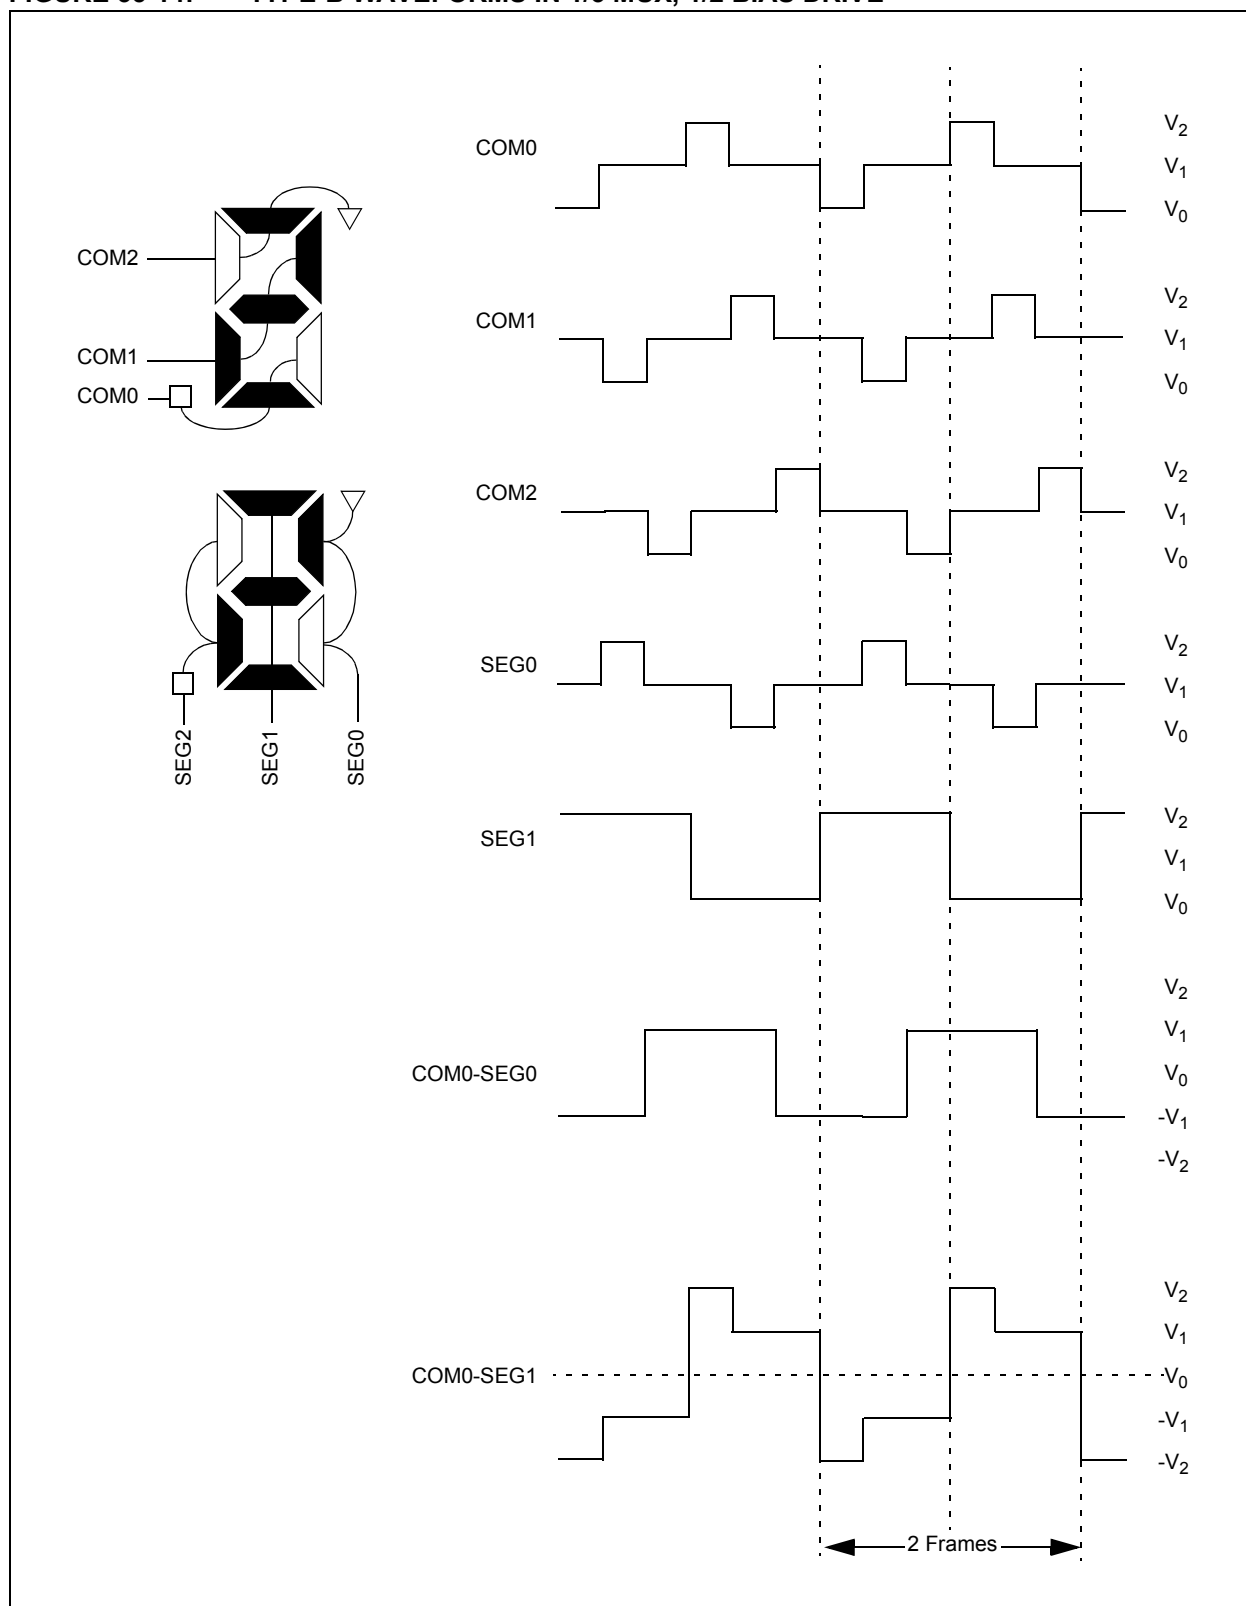 COM2
COM1
COM0
SEG2
SEG1
SEG0
COM0
V2
V1
V0
COM1
V2
V1
V0
COM2
V2
V1
V0
SEG0
V2
V1
V0
SEG1
V2
V1
V0
COM0-SEG0
V2
V1
V0
-V1
-V2
COM0-SEG1
V2
V1
V0
-V1
-V2
2 Frames